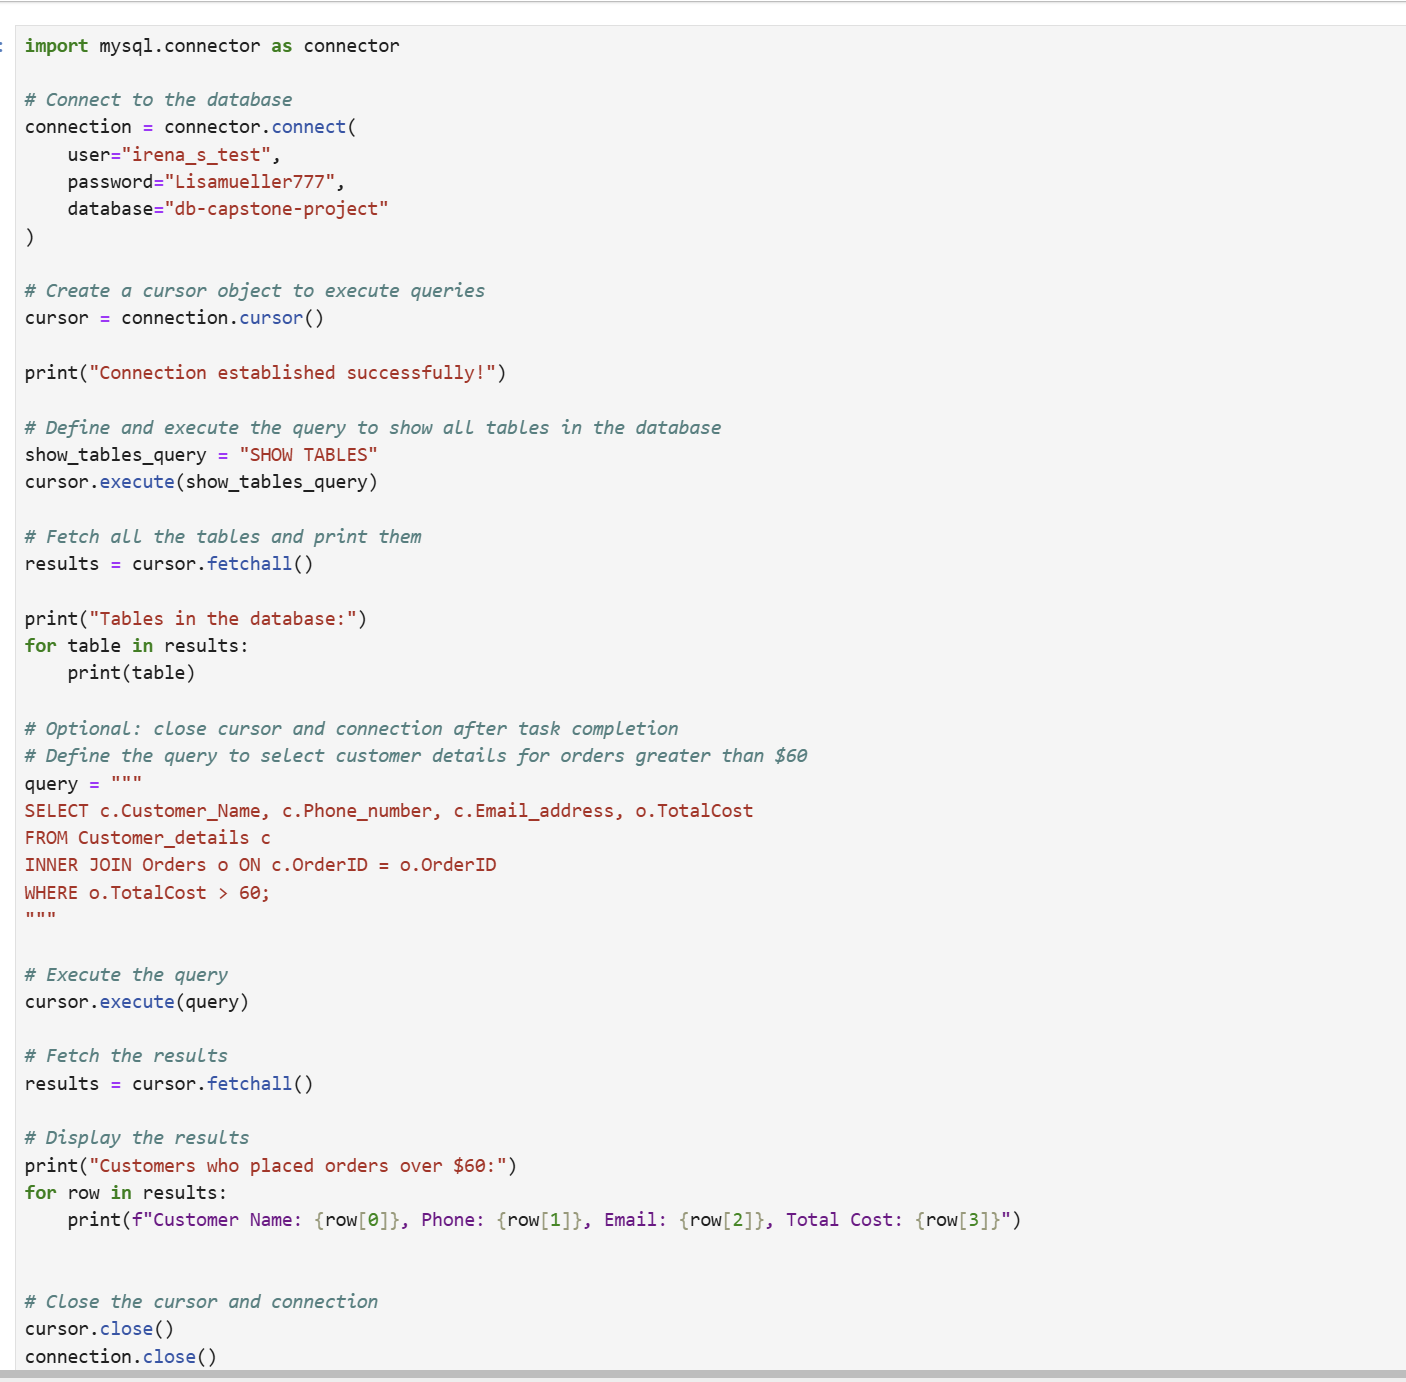 :
import mysql.connector as connector
# Connect to the database
connection = connector.connect(
    user="irena_s_test",
    password="Lisamueller777",
    database="db-capstone-project"
)
# Create a cursor object to execute queries
cursor = connection.cursor()
print("Connection established successfully!")
# Define and execute the query to show all tables in the database
show_tables_query = "SHOW TABLES"
cursor.execute(show_tables_query)
# Fetch all the tables and print them
results = cursor.fetchall()
print("Tables in the database:")
for table in results:
    print(table)
# Optional: close cursor and connection after task completion
# Define the query to select customer details for orders greater than $60
query = """
SELECT c.Customer_Name, c.Phone_number, c.Email_address, o.TotalCost
FROM Customer_details c
INNER JOIN Orders o ON c.OrderID = o.OrderID
WHERE o.TotalCost > 60;
"""
# Execute the query
cursor.execute(query)
# Fetch the results
results = cursor.fetchall()
# Display the results
print("Customers who placed orders over $60:")
for row in results:
    print(f"Customer Name: {row[0]}, Phone: {row[1]}, Email: {row[2]}, Total Cost: {row[3]}")
# Close the cursor and connection
cursor.close()
connection.close()